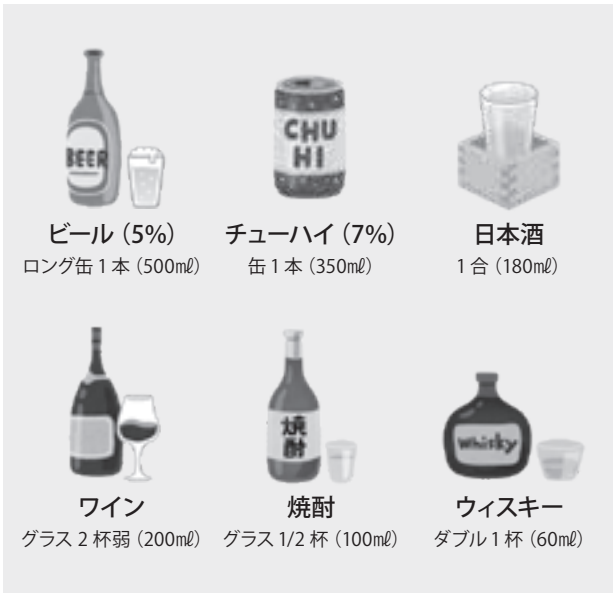 BEER
CHU
HI
ビール（5%）
チューハイ（7%）
日本酒
ロング缶1本（500㎖）
缶1本（350㎖）
1合（180㎖）
焼
酎
Whisky
ワイン
焼酎
ウィスキー
グラス2杯弱（200㎖）
グラス1/2杯（100㎖）
ダブル1杯（60㎖）